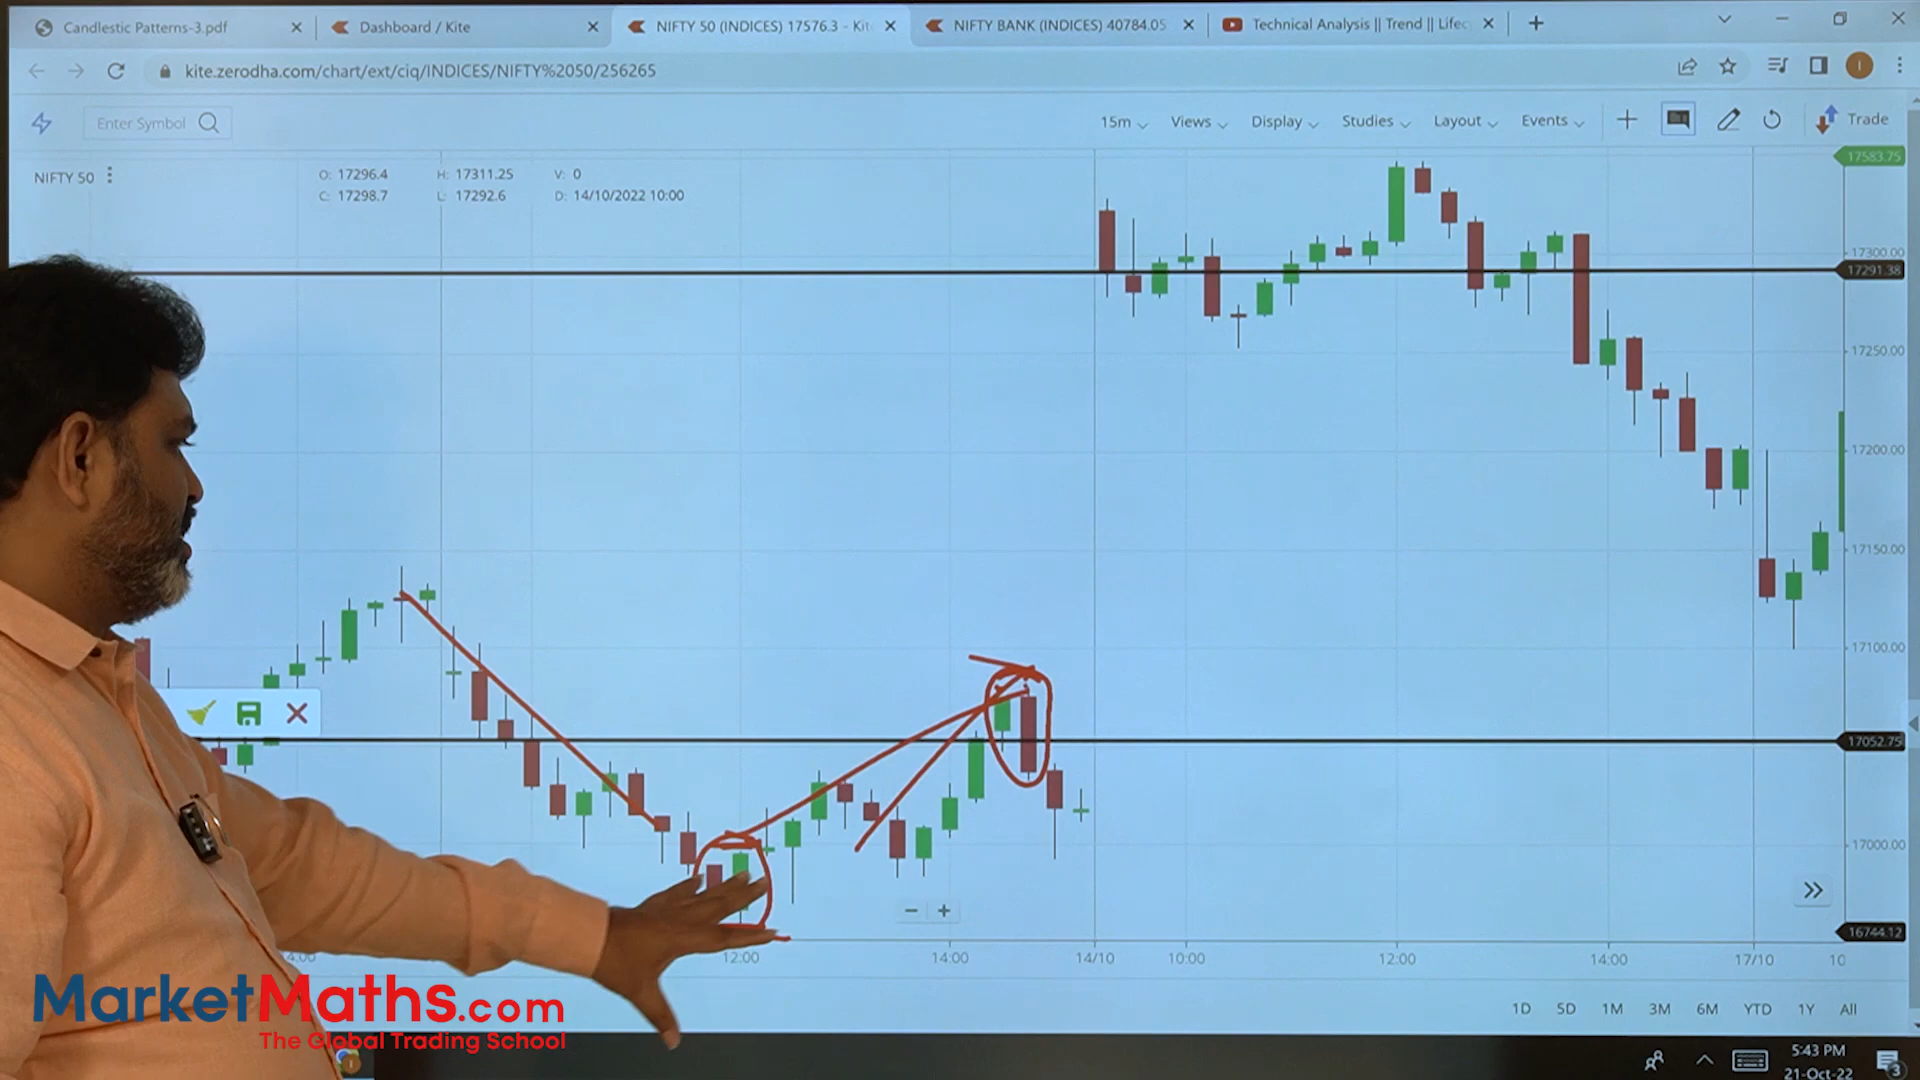 Candlestic Patterns-3.pdf
Dashboard / Kite
NIFTY 50 (INDICES) 17576.3 - Kit
NIFTY BANK (INDICES) 40784.05
Technical Analysis || Trend || Lifec
kite.zerodha.com/chart/ext/ciq/INDICES/NIFTY%2050/256265
Enter Symbol
15m
Views
Display
Studies
Layout
Events
Trade
NIFTY 50
O: 17296.4
H: 17311.25
V: 0
C: 17298.7
L: 17292.6
D: 14/10/2022 10:00
17583.75
17300.00
17291.38
17250.00
17200.00
17150.00
17100.00
17052.75
17000.00
16744.12
12:00
14:00
14/10
10:00
12:00
14:00
17/10
10
1D
5D
1M
3M
6M
YTD
1Y
All
MarketMaths.com
The Global Trading School
5:43 PM
21-Oct-22
3